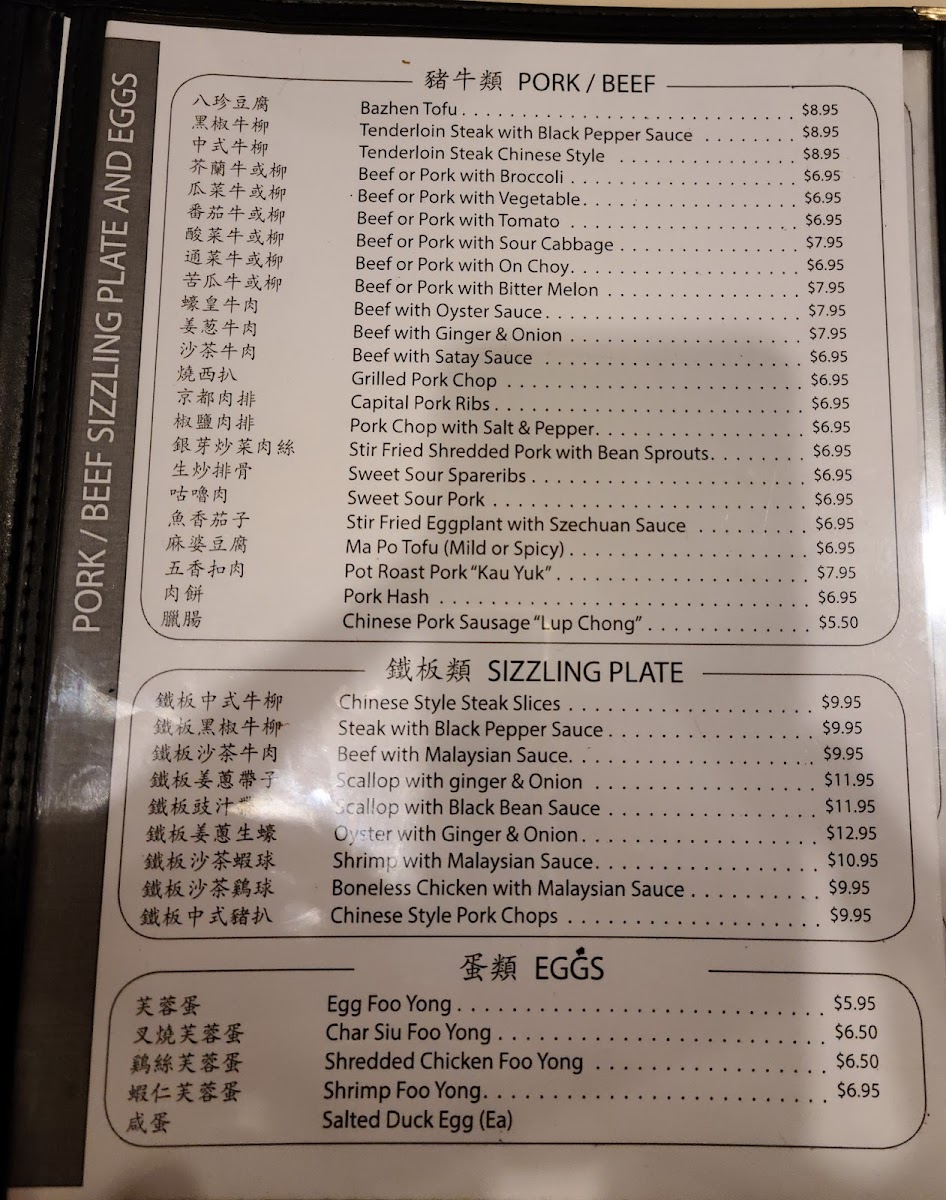 PORK / BEEF SIZZLING PLATE AND EGGS
豬牛類 PORK / BEEF
八珍豆腐 Bazhen Tofu $8.95
黑椒牛柳 Tenderloin Steak with Black Pepper Sauce $8.95
中式牛柳 Tenderloin Steak Chinese Style $8.95
芥蘭牛或柳 Beef or Pork with Broccoli $6.95
瓜菜牛或柳 Beef or Pork with Vegetable $6.95
番茄牛或柳 Beef or Pork with Tomato $6.95
酸菜牛或柳 Beef or Pork with Sour Cabbage $7.95
通菜牛或柳 Beef or Pork with On Choy $6.95
苦瓜牛或柳 Beef or Pork with Bitter Melon $7.95
蠔皇牛肉 Beef with Oyster Sauce $7.95
姜葱牛肉 Beef with Ginger & Onion $7.95
沙茶牛肉 Beef with Satay Sauce $6.95
燒西扒 Grilled Pork Chop $6.95
京都肉排 Capital Pork Ribs $6.95
椒鹽肉排 Pork Chop with Salt & Pepper $6.95
銀芽炒菜肉絲 Stir Fried Shredded Pork with Bean Sprouts $6.95
生炒排骨 Sweet Sour Spareribs $6.95
咕嚕肉 Sweet Sour Pork $6.95
魚香茄子 Stir Fried Eggplant with Szechuan Sauce $6.95
麻婆豆腐 Ma Po Tofu (Mild or Spicy) $6.95
五香扣肉 Pot Roast Pork “Kau Yuk” $7.95
肉餅 Pork Hash $6.95
臘腸 Chinese Pork Sausage “Lup Chong” $5.50
鐵板類 SIZZLING PLATE
鐵板中式牛柳 Chinese Style Steak Slices $9.95
鐵板黑椒牛柳 Steak with Black Pepper Sauce $9.95
鐵板沙茶牛肉 Beef with Malaysian Sauce $9.95
鐵板姜蔥帶子 Scallop with ginger & Onion $11.95
鐵板豉汁 Scallop with Black Bean Sauce $11.95
鐵板姜蔥生蠔 Oyster with Ginger & Onion $12.95
鐵板沙茶蝦球 Shrimp with Malaysian Sauce $10.95
鐵板沙茶鷄球 Boneless Chicken with Malaysian Sauce $9.95
鐵板中式豬扒 Chinese Style Pork Chops $9.95
蛋類 EGGS
芙蓉蛋 Egg Foo Yong $5.95
叉燒芙蓉蛋 Char Siu Foo Yong $6.50
鷄絲芙蓉蛋 Shredded Chicken Foo Yong $6.50
蝦仁芙蓉蛋 Shrimp Foo Yong $6.95
咸蛋 Salted Duck Egg (Ea)